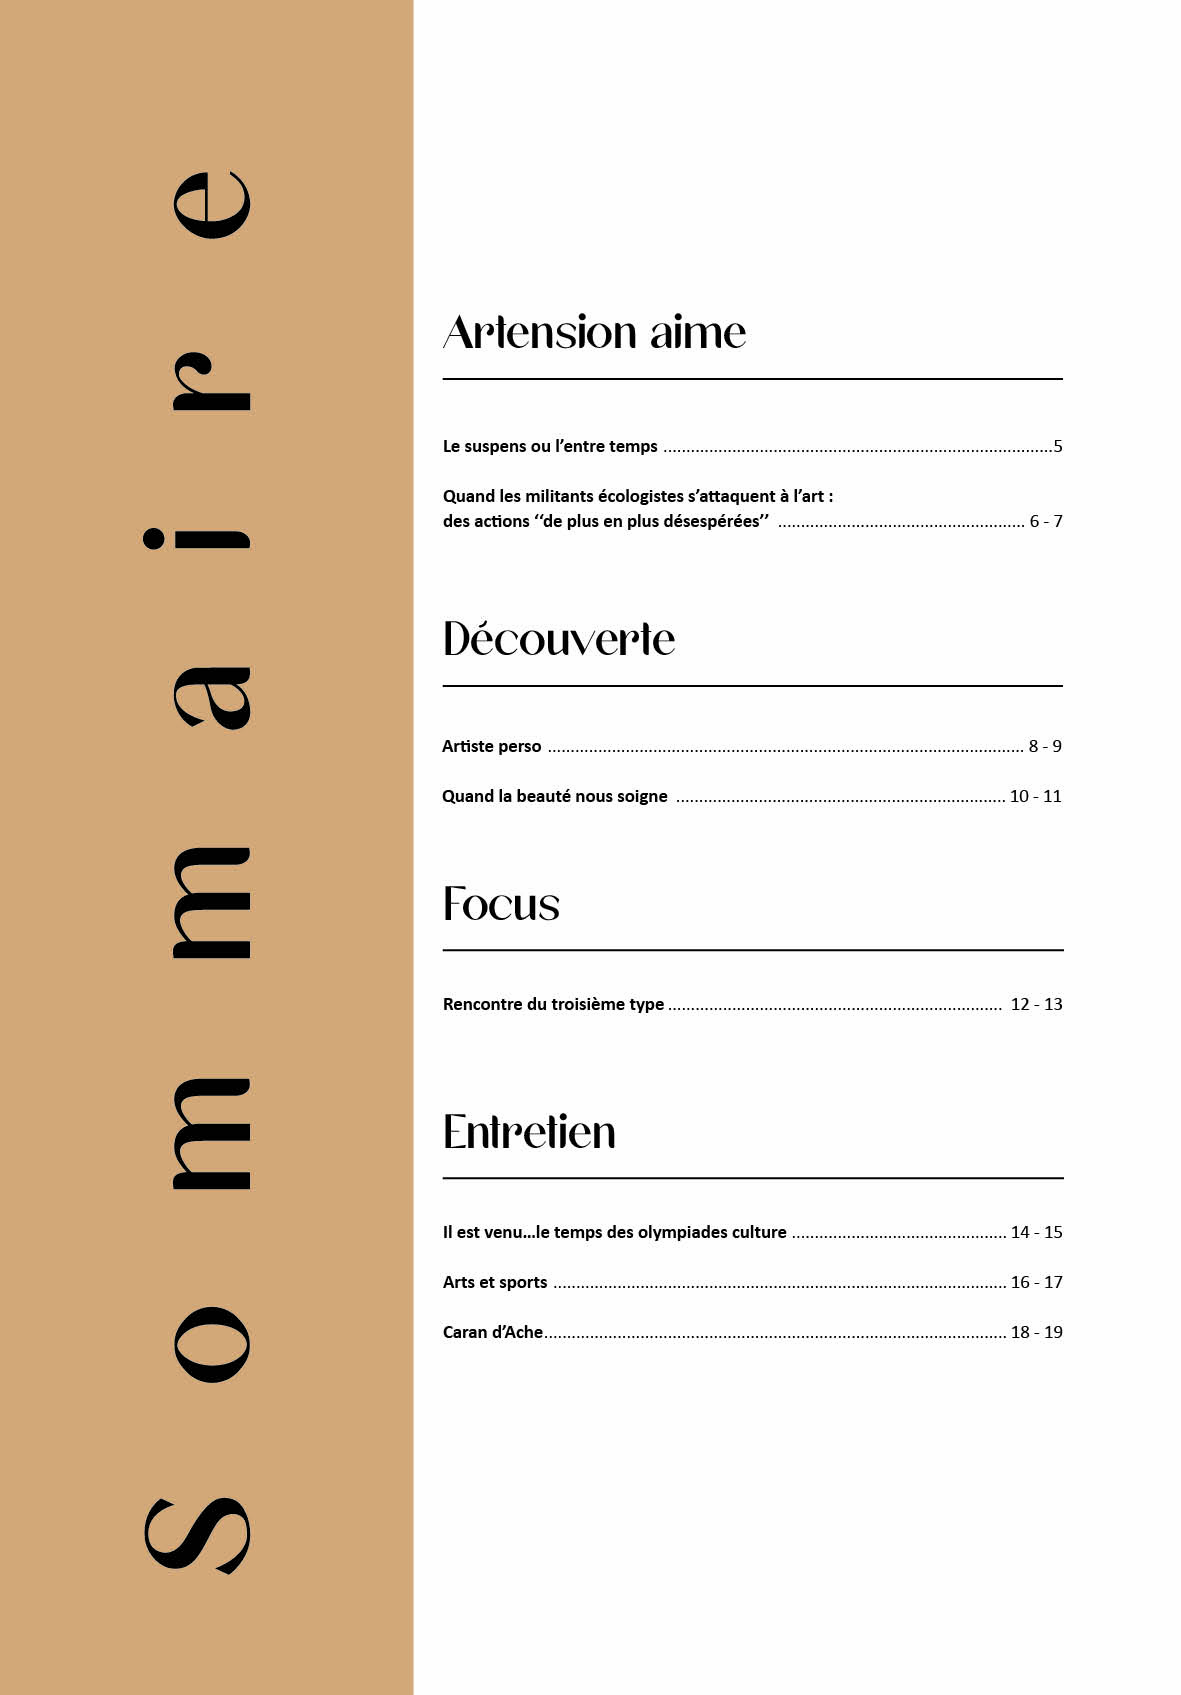 Sommaire
Artension aime
Le suspens ou l’entre temps ..................................................................................... 5
Quand les militants écologistes s’attaquent à l’art :
des actions ‘‘de plus en plus désespérées’’ ...................................................... 6 - 7
Découverte
Artiste perso ........................................................................................................ 8 - 9
Quand la beauté nous soigne ........................................................................ 10 - 11
Focus
Rencontre du troisième type ......................................................................... 12 - 13
Entretien
Il est venu...le temps des olympiades culture ............................................... 14 - 15
Arts et sports ................................................................................................... 16 - 17
Caran d’Ache..................................................................................................... 18 - 19